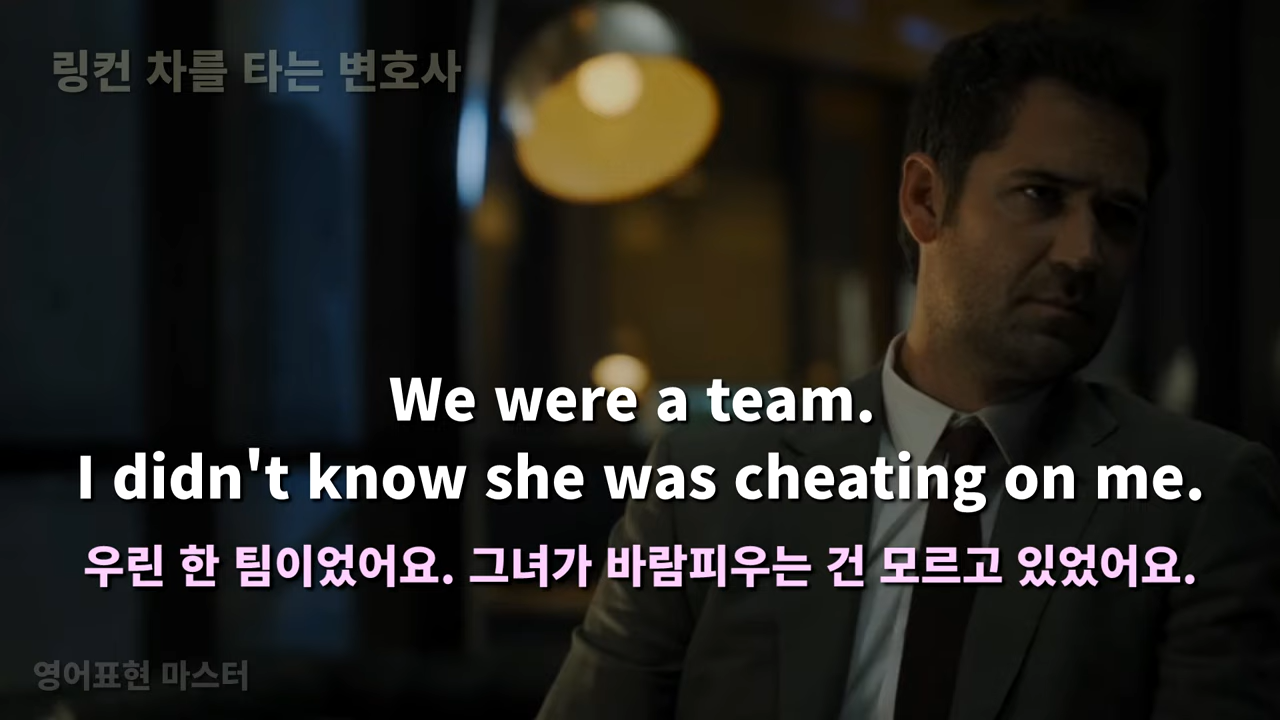 링컨 차를 타는 변호사
We were a team.
I didn't know she was cheating on me.
우린 한 팀이었어요. 그녀가 바람피우는 건 모르고 있었어요.
영어표현 마스터